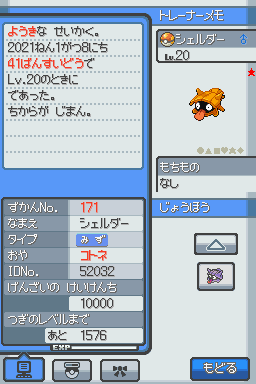 ようきな せいかく。
2021ねん1がつ8にち
41ばんすいどうで
Lv.20のときに
であった。
ちからが じまん。
トレーナーメモ
シェルダー ♂
Lv.20
もちもの
なし
ずかんNo. 171
なまえ シェルダー
タイプ みず
おや コトネ
IDNo. 52032
げんざいの けいけんち
10000
つぎのレベルまで
あと 1576
EXP
じょうほう
もどる